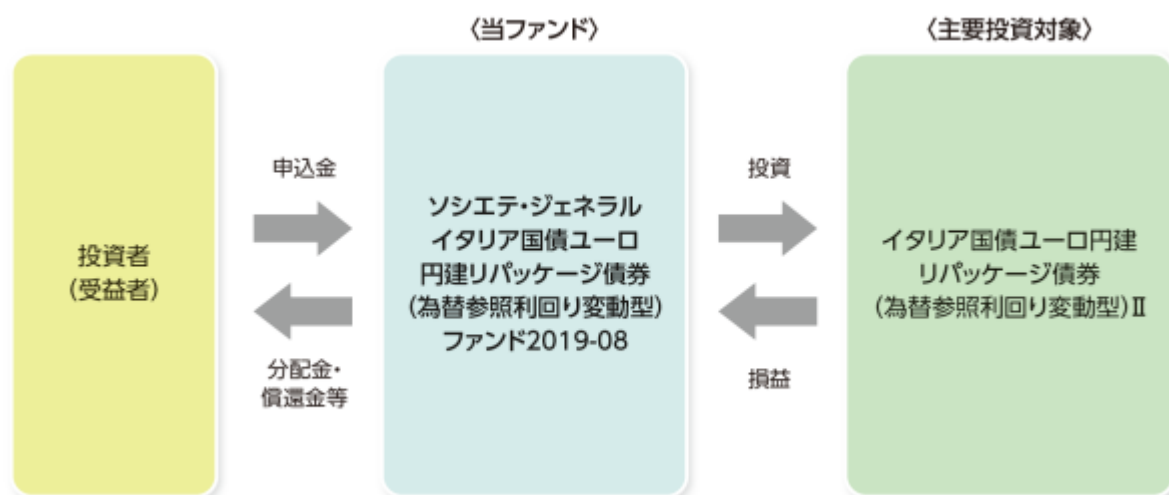 〈当ファンド〉
〈主要投資対象〉
投資者
(受益者)
申込金
分配金・
償還金等
ソシエテ・ジェネラル
イタリア国債ユーロ
円建リパッケージ債券
(為替参照利回り変動型)
ファンド2019-08
投資
損益
イタリア国債ユーロ円建
リパッケージ債券
(為替参照利回り変動型)Ⅱ